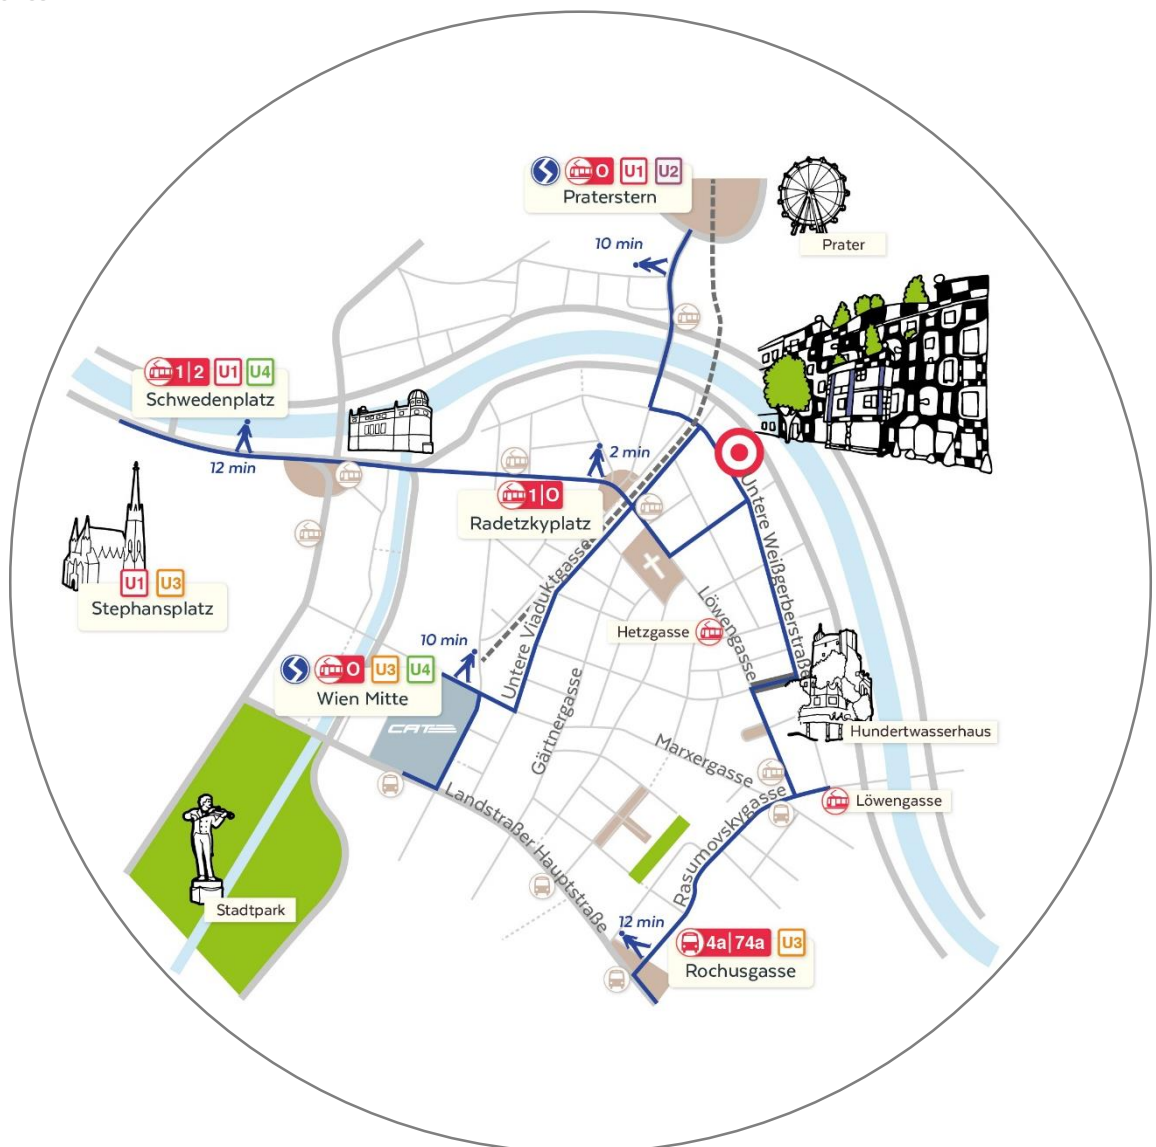 O U1 U2
Praterstern
10 min
Prater
1|2 U1 U4
Schwedenplatz
12 min
2 min
1|O
Radetzkyplatz
Untere Weißgerberstraße
U1 U3
Stephansplatz
Untere Viaduktgasse
Löwengasse
Hetzgasse
10 min
O U3 U4
Wien Mitte
CAT
Gärtnergasse
Marxergasse
Hundertwasserhaus
Löwengasse
Landstraßer Hauptstraße
Rasumovskygasse
Stadtpark
12 min
4a|74a U3
Rochusgasse